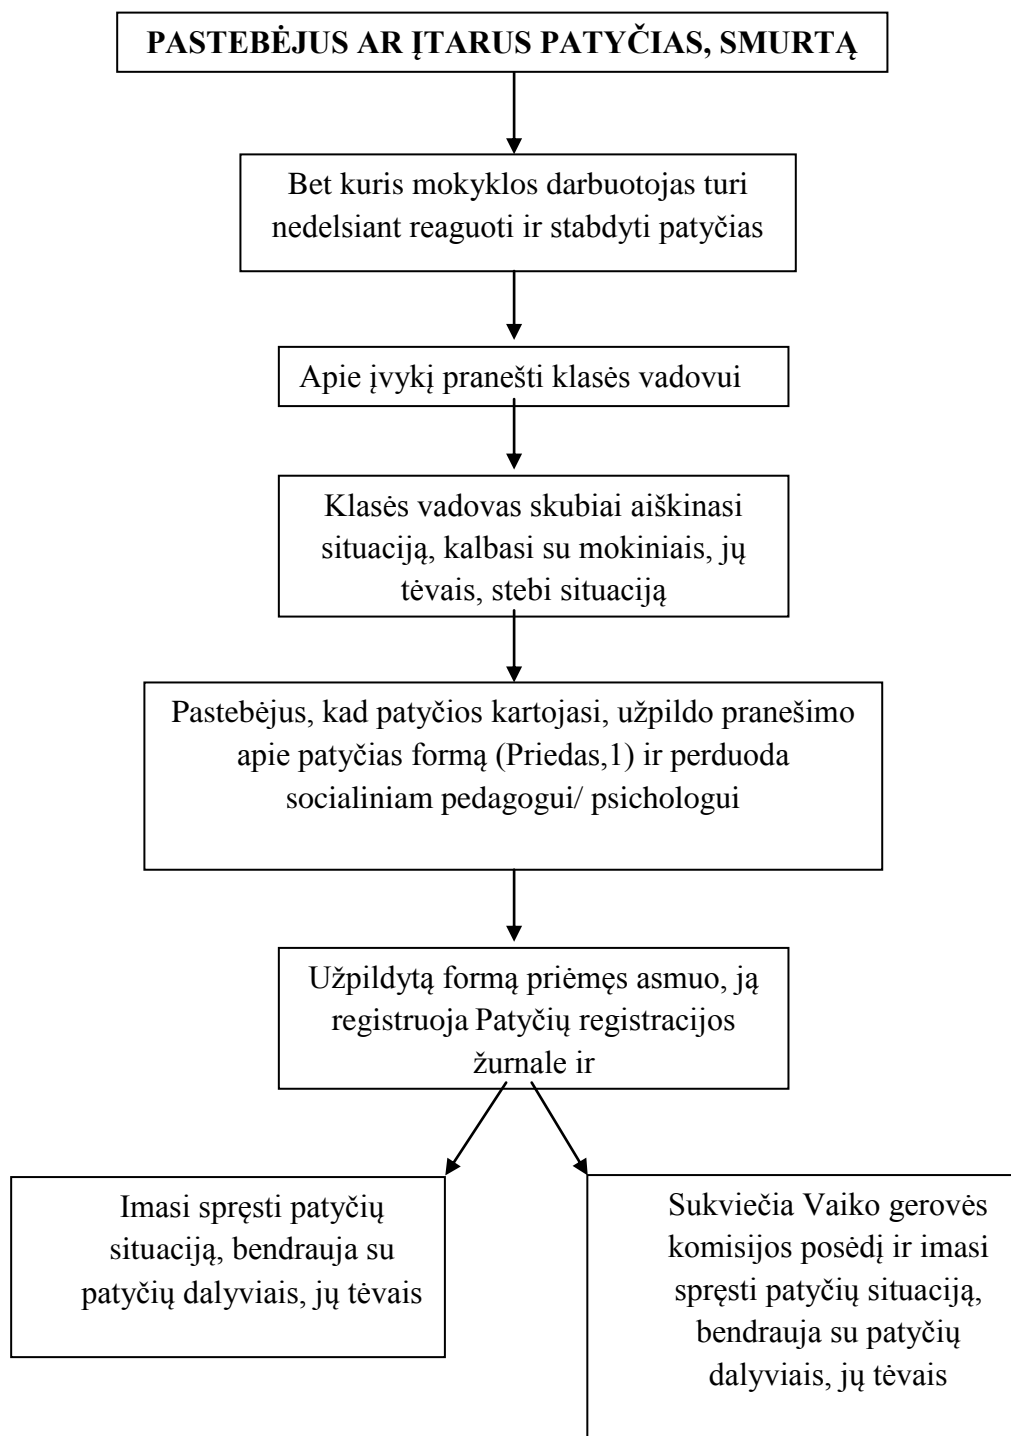 PASTEBĖJUS AR ĮTARUS PATYČIAS, SMURTĄ
Bet kuris mokyklos darbuotojas turi
nedelsiant reaguoti ir stabdyti patyčias
Apie įvykį pranešti klasės vadovui
Klasės vadovas skubiai aiškinasi
situaciją, kalbasi su mokiniais, jų
tėvais, stebi situaciją
Pastebėjus, kad patyčios kartojasi, užpildo pranešimo
apie patyčias formą (Priedas,1) ir perduoda
socialiniam pedagogui/ psichologui
Užpildytą formą priėmęs asmuo, ją
registruoja Patyčių registracijos
žurnale ir
Imasi spręsti patyčių
situaciją, bendrauja su
patyčių dalyviais, jų tėvais
Sukviečia Vaiko gerovės
komisijos posėdį ir imasi
spręsti patyčių situaciją,
bendrauja su patyčių
dalyviais, jų tėvais